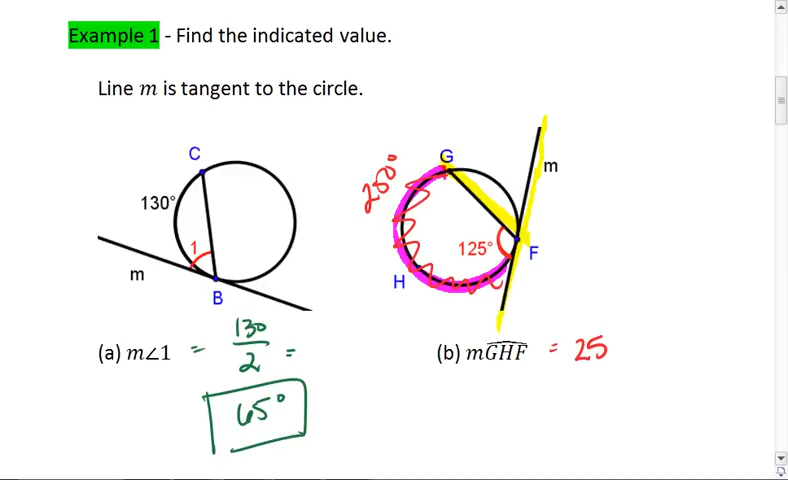 Example 1 - Find the indicated value.
Line m is tangent to the circle.
C
130°
1
m
B
G
250°
m
125°
F
H
(a) m∠1 = 130/2 =
65°
(b) mGHF = 25